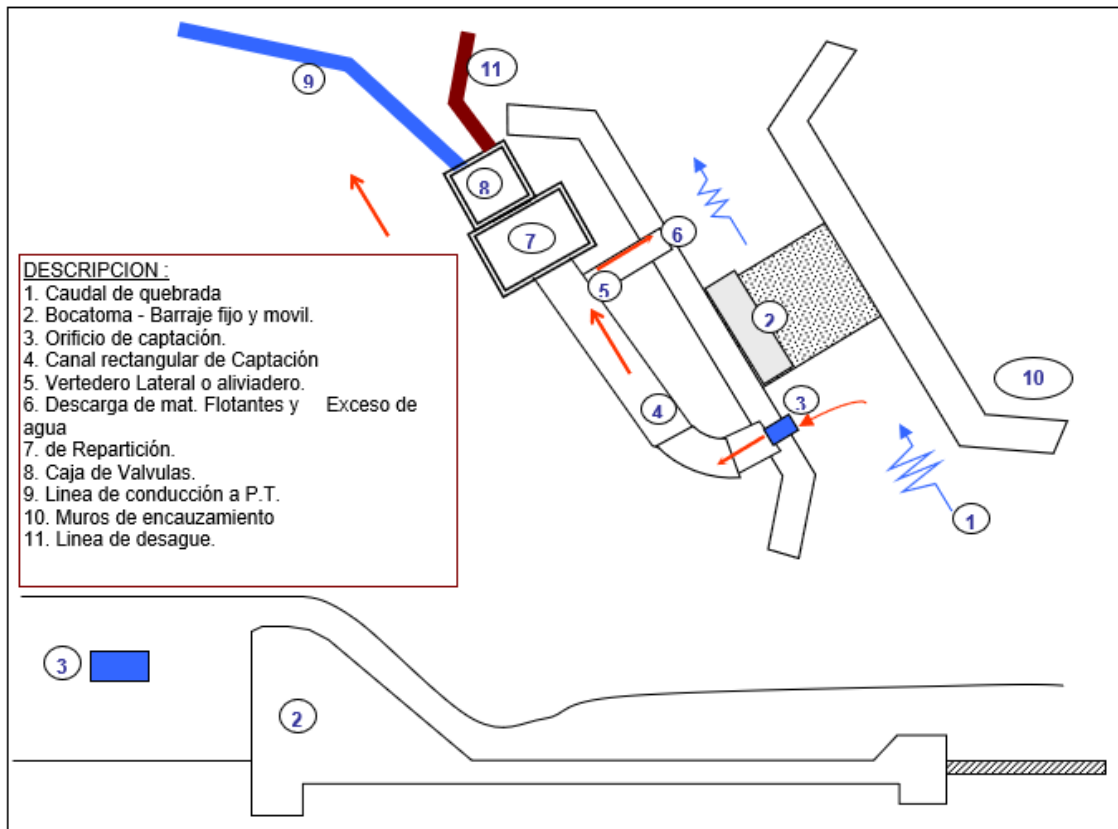 9
11
8
7
6
5
2
10
4
3
1
DESCRIPCION :
1. Caudal de quebrada
2. Bocatoma - Barraje fijo y movil.
3. Orificio de captación.
4. Canal rectangular de Captación
5. Vertedero Lateral o aliviadero.
6. Descarga de mat. Flotantes y Exceso de
agua
7. de Repartición.
8. Caja de Valvulas.
9. Linea de conducción a P.T.
10. Muros de encauzamiento
11. Linea de desague.
3
2